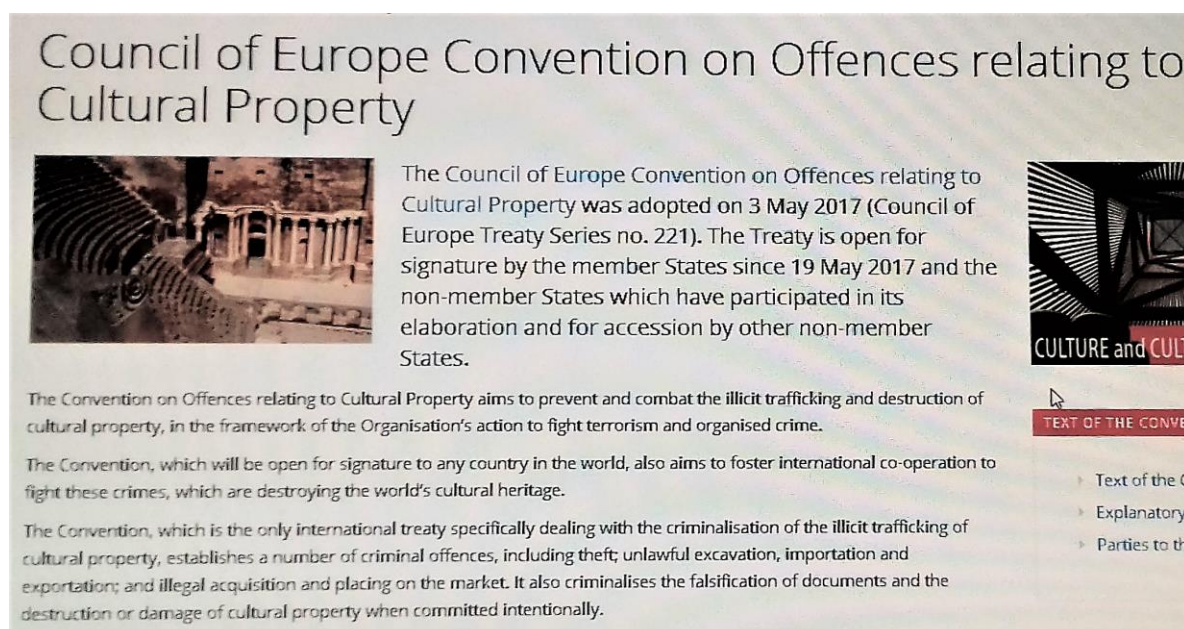 Council of Europe Convention on Offences relating to
Cultural Property
The Council of Europe Convention on Offences relating to
Cultural Property was adopted on 3 May 2017 (Council of
Europe Treaty Series no. 221). The Treaty is open for
signature by the member States since 19 May 2017 and the
non-member States which have participated in its
elaboration and for accession by other non-member
States.
The Convention on Offences relating to Cultural Property aims to prevent and combat the illicit trafficking and destruction of
cultural property, in the framework of the Organisation's action to fight terrorism and organised crime.
The Convention, which will be open for signature to any country in the world, also aims to foster international co-operation to
fight these crimes, which are destroying the world's cultural heritage.
The Convention, which is the only international treaty specifically dealing with the criminalisation of the illicit trafficking of
cultural property, establishes a number of criminal offences, including theft; unlawful excavation, importation and
exportation; and illegal acquisition and placing on the market. It also criminalises the falsification of documents and the
destruction or damage of cultural property when committed intentionally.
CULTURE and CULT
TEXT OF THE CONVE
Text of the C
Explanatory
Parties to th